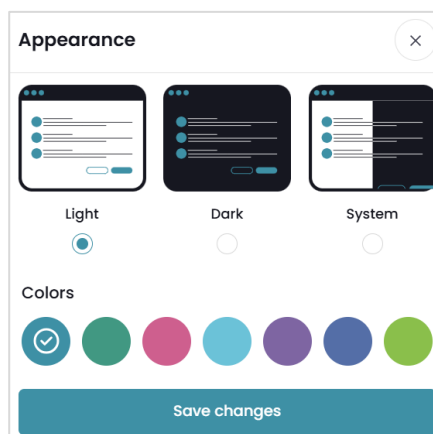 Appearance
Light
Dark
System
Colors
Save changes